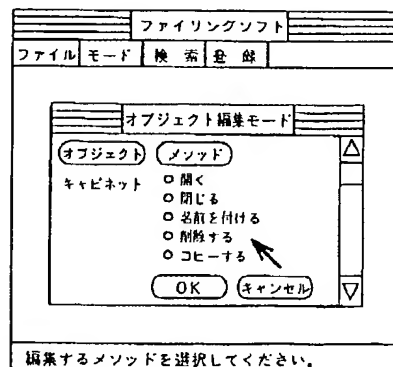 ファイリングソフト
ファイル モード 検索 登録
オブジェクト編集モード
オブジェクト メソッド
キャビネット ○ 開く
○ 閉じる
○ 名前を付ける
○ 削除する
○ コピーする
OK キャンセル
編集するメソッドを選択してください。